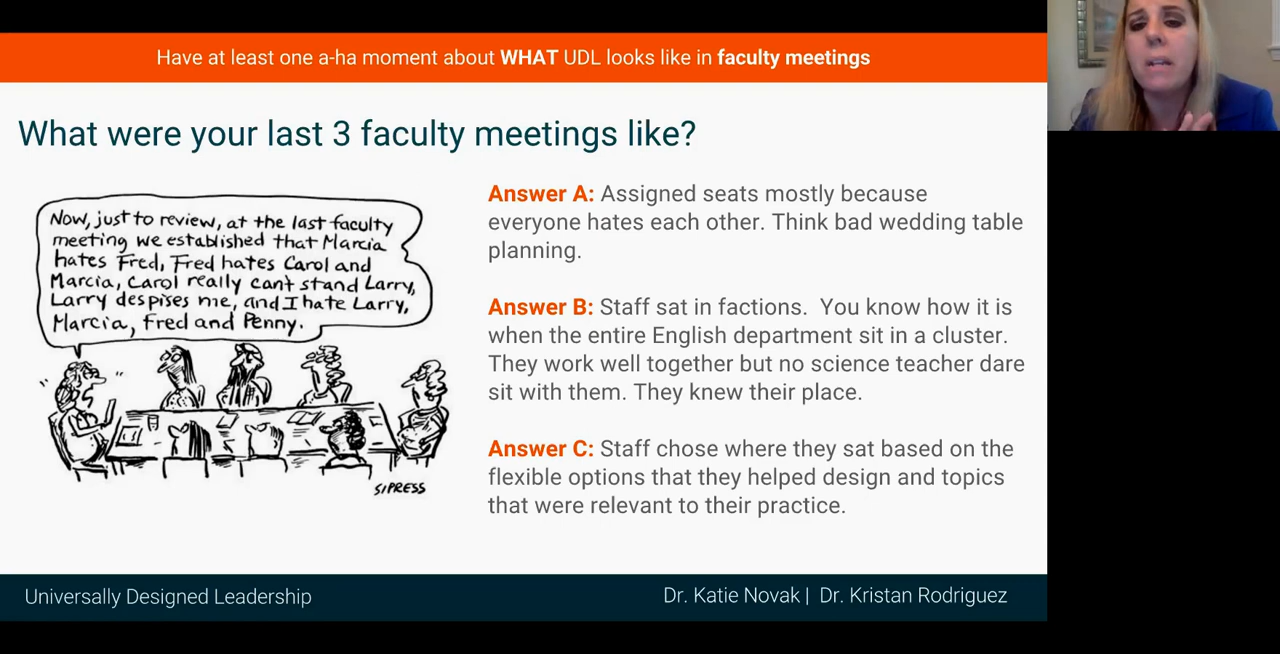 Have at least one a-ha moment about WHAT UDL looks like in faculty meetings
What were your last 3 faculty meetings like?
Now, just to review, at the last faculty
meeting we established that Marcia
hates Fred, Fred hates Carol and
Marcia, Carol really can't stand Larry,
Larry despises me, and I hate Larry,
Marcia, Fred and Penny.
SIPRESS
Answer A: Assigned seats mostly because
everyone hates each other. Think bad wedding table
planning.
Answer B: Staff sat in factions.  You know how it is
when the entire English department sit in a cluster.
They work well together but no science teacher dare
sit with them. They knew their place.
Answer C: Staff chose where they sat based on the
flexible options that they helped design and topics
that were relevant to their practice.
Universally Designed Leadership
Dr. Katie Novak |  Dr. Kristan Rodriguez